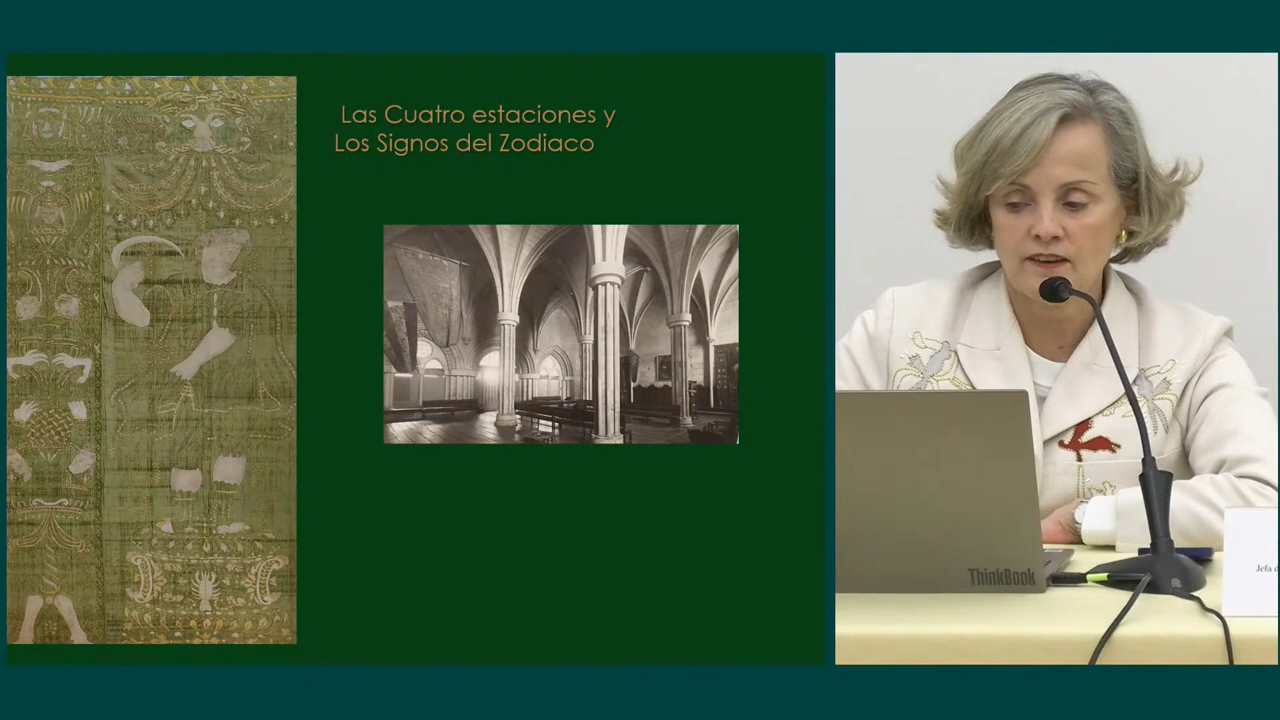 Las Cuatro estaciones y
Los Signos del Zodiaco
ThinkBook
Jefa d